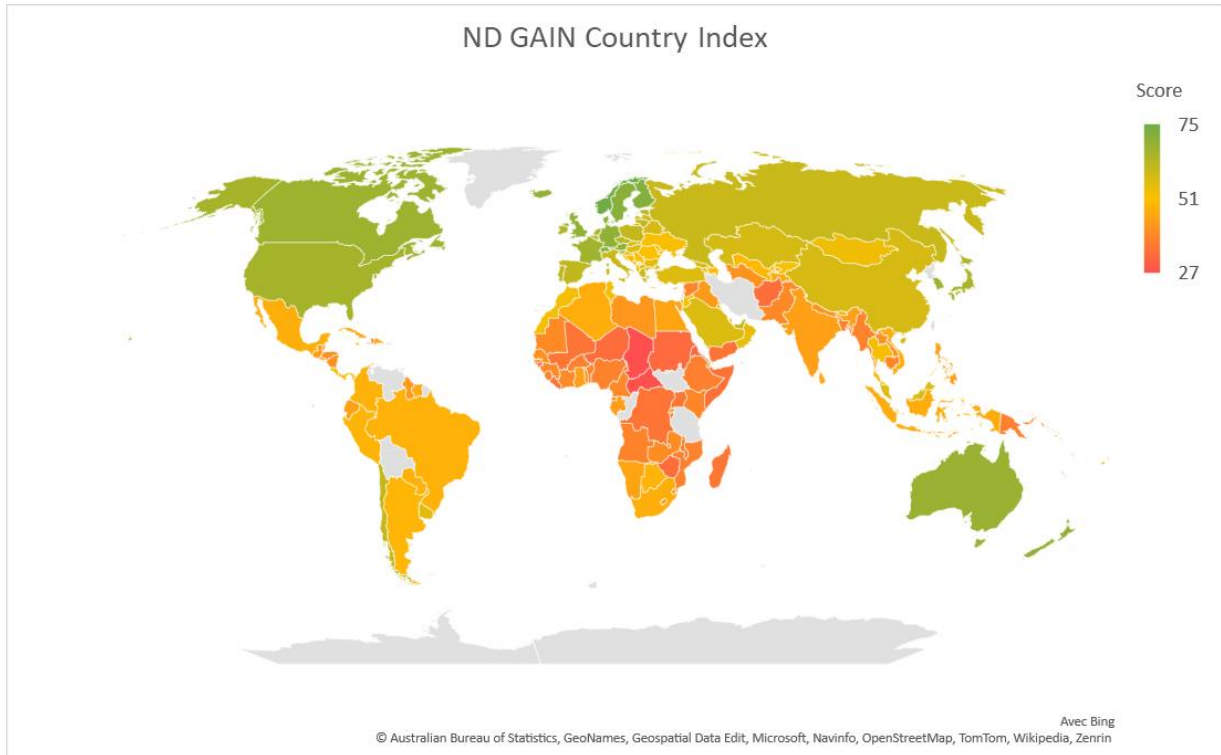 ND GAIN Country Index
Score
75
51
27
Avec Bing
© Australian Bureau of Statistics, GeoNames, Geospatial Data Edit, Microsoft, Navinfo, OpenStreetMap, TomTom, Wikipedia, Zenrin